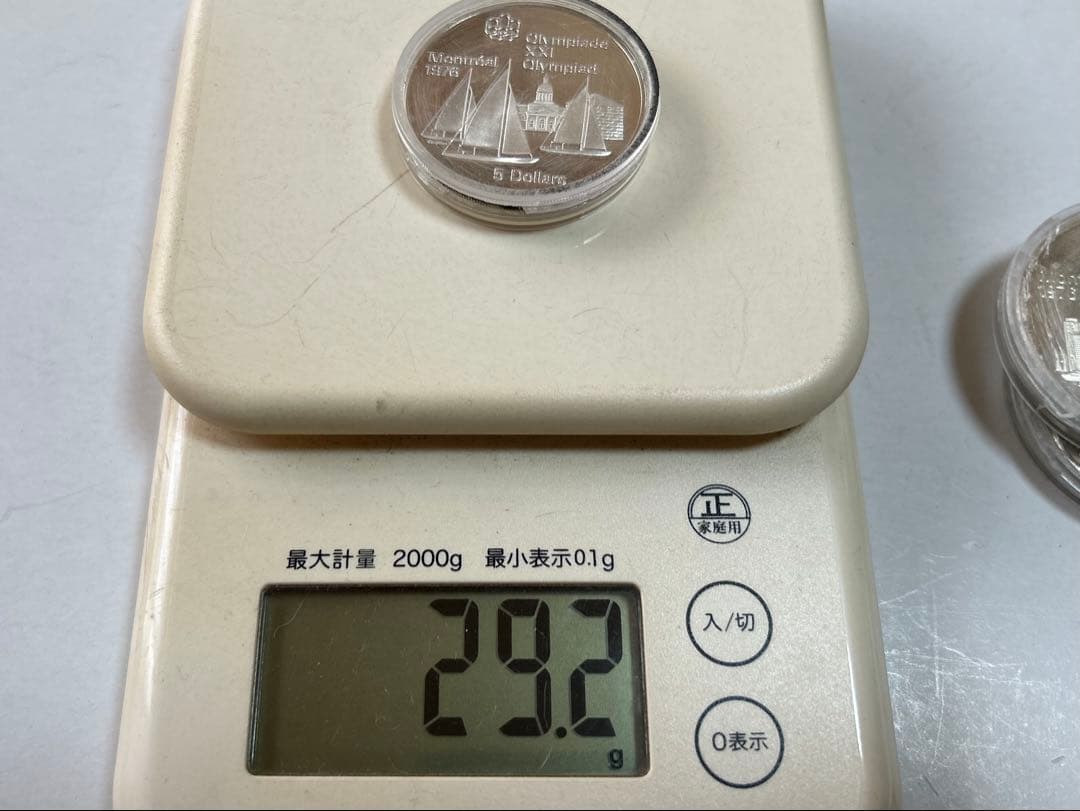 Olympiade
XXI
Olympiad
Montréal
1976
5 Dollars
正
家庭用
最大計量 2000g 最小表示0.1g
入/切
29.2
g
0表示